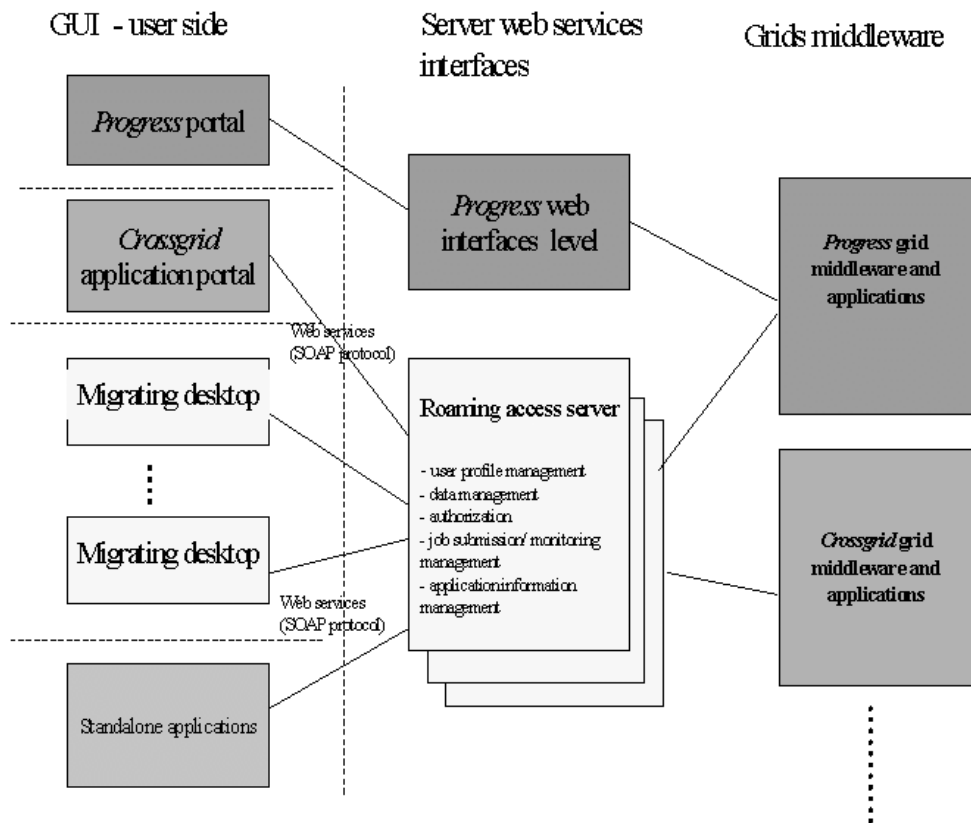 GUI - user side
Server web services
interfaces
Grids middleware
Progress portal
Progress web
interfaces level
Progress grid
middleware and
applications
Crossgrid
application portal
Web services
(SOAP protocol)
Migrating desktop
Roaming access server
- user profile management
- data management
- authorization
- job submission/ monitoring
management
- application information
management
Migrating desktop
Crossgrid grid
middleware and
applications
Web services
(SOAP protocol)
Standalone applications